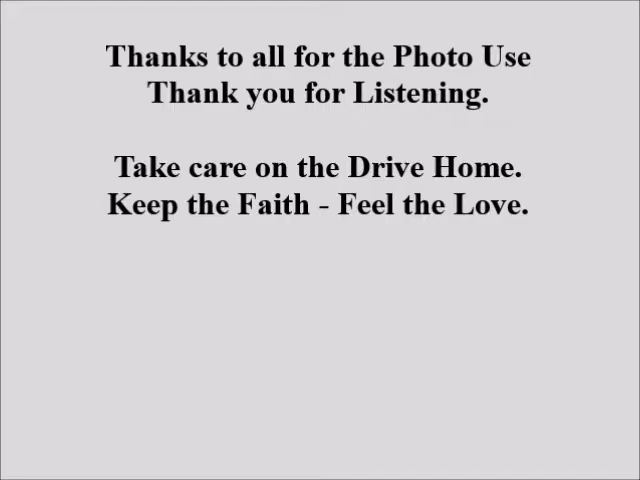 Thanks to all for the Photo Use
Thank you for Listening.
Take care on the Drive Home.
Keep the Faith - Feel the Love.